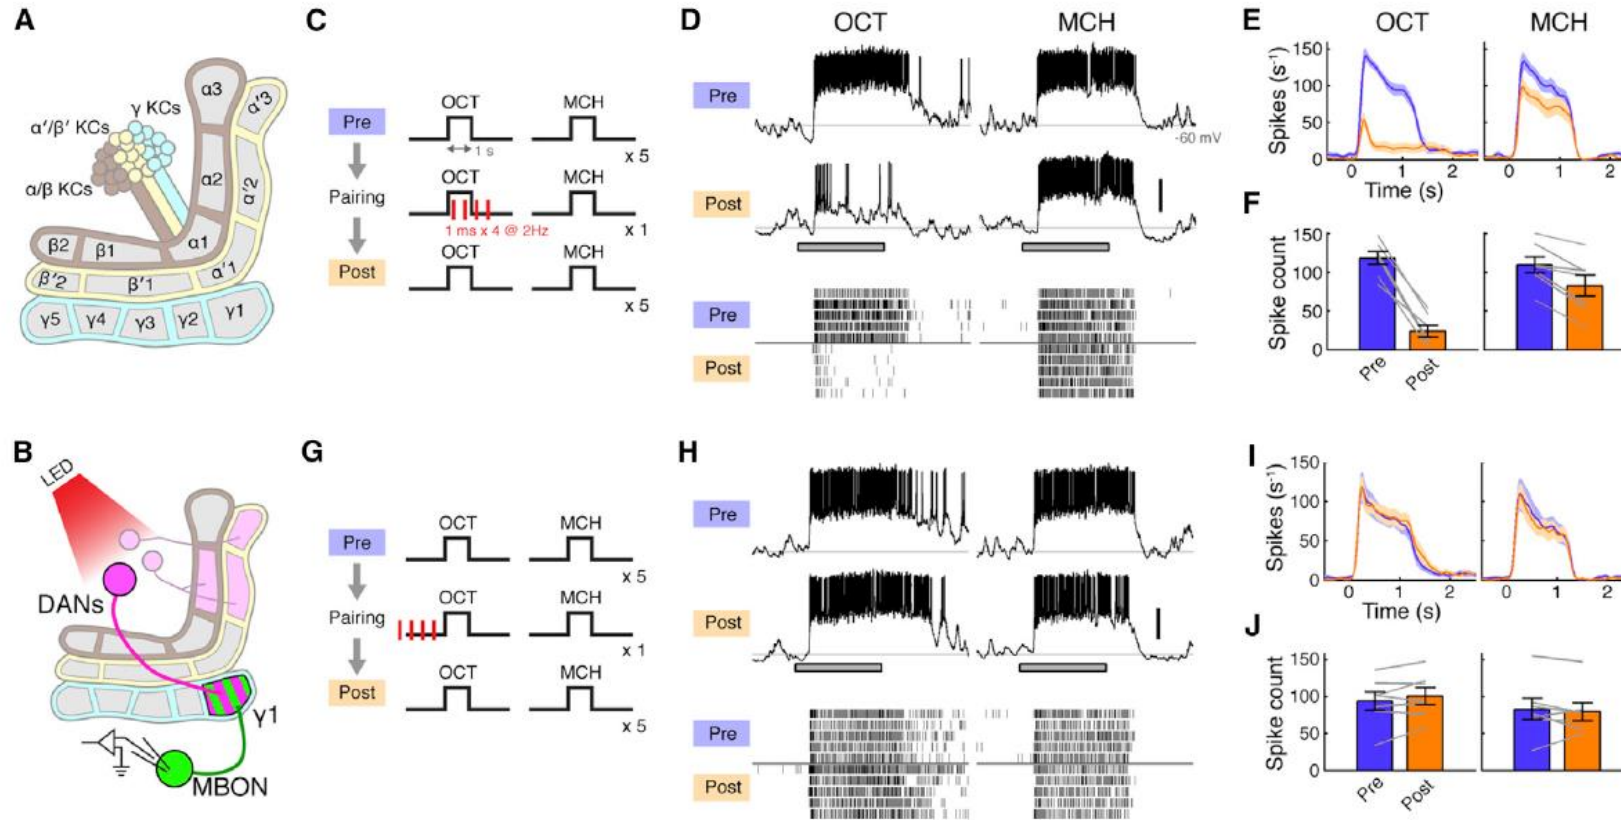 A
α3
α'3
γ KCs
α'/β' KCs
α/β KCs
α2
α'2
β2
β1
α1
α'1
β'2
β'1
γ5
γ4
γ3
γ2
γ1
B
LED
DANs
γ1
MBON
C
Pre
OCT
MCH
1 s
x 5
Pairing
OCT
MCH
1 ms x 4 @ 2Hz
x 1
Post
OCT
MCH
x 5
D
OCT
MCH
Pre
-60 mV
Post
Pre
Post
E
OCT
MCH
Spikes (s⁻¹)
150
100
50
0
0
1
2
0
1
2
Time (s)
F
Spike count
150
100
50
0
Pre
Post
G
Pre
OCT
MCH
x 5
Pairing
OCT
MCH
x 1
Post
OCT
MCH
x 5
H
Pre
Post
Pre
Post
I
Spikes (s⁻¹)
150
100
50
0
0
1
2
0
1
2
Time (s)
J
Spike count
150
100
50
0
Pre
Post